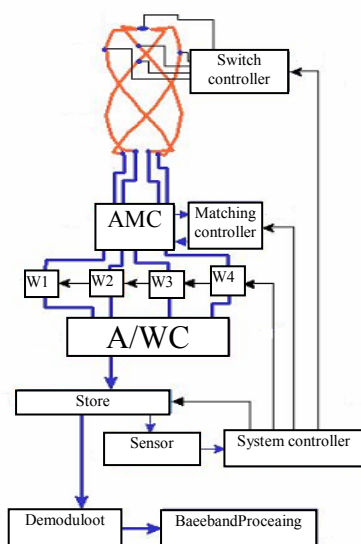 Switch
controller
AMC
Matching
controller
W1 W2 W3 W4
A/WC
Store
Sensor
System controller
Demoduloot
BaeebandProceaing